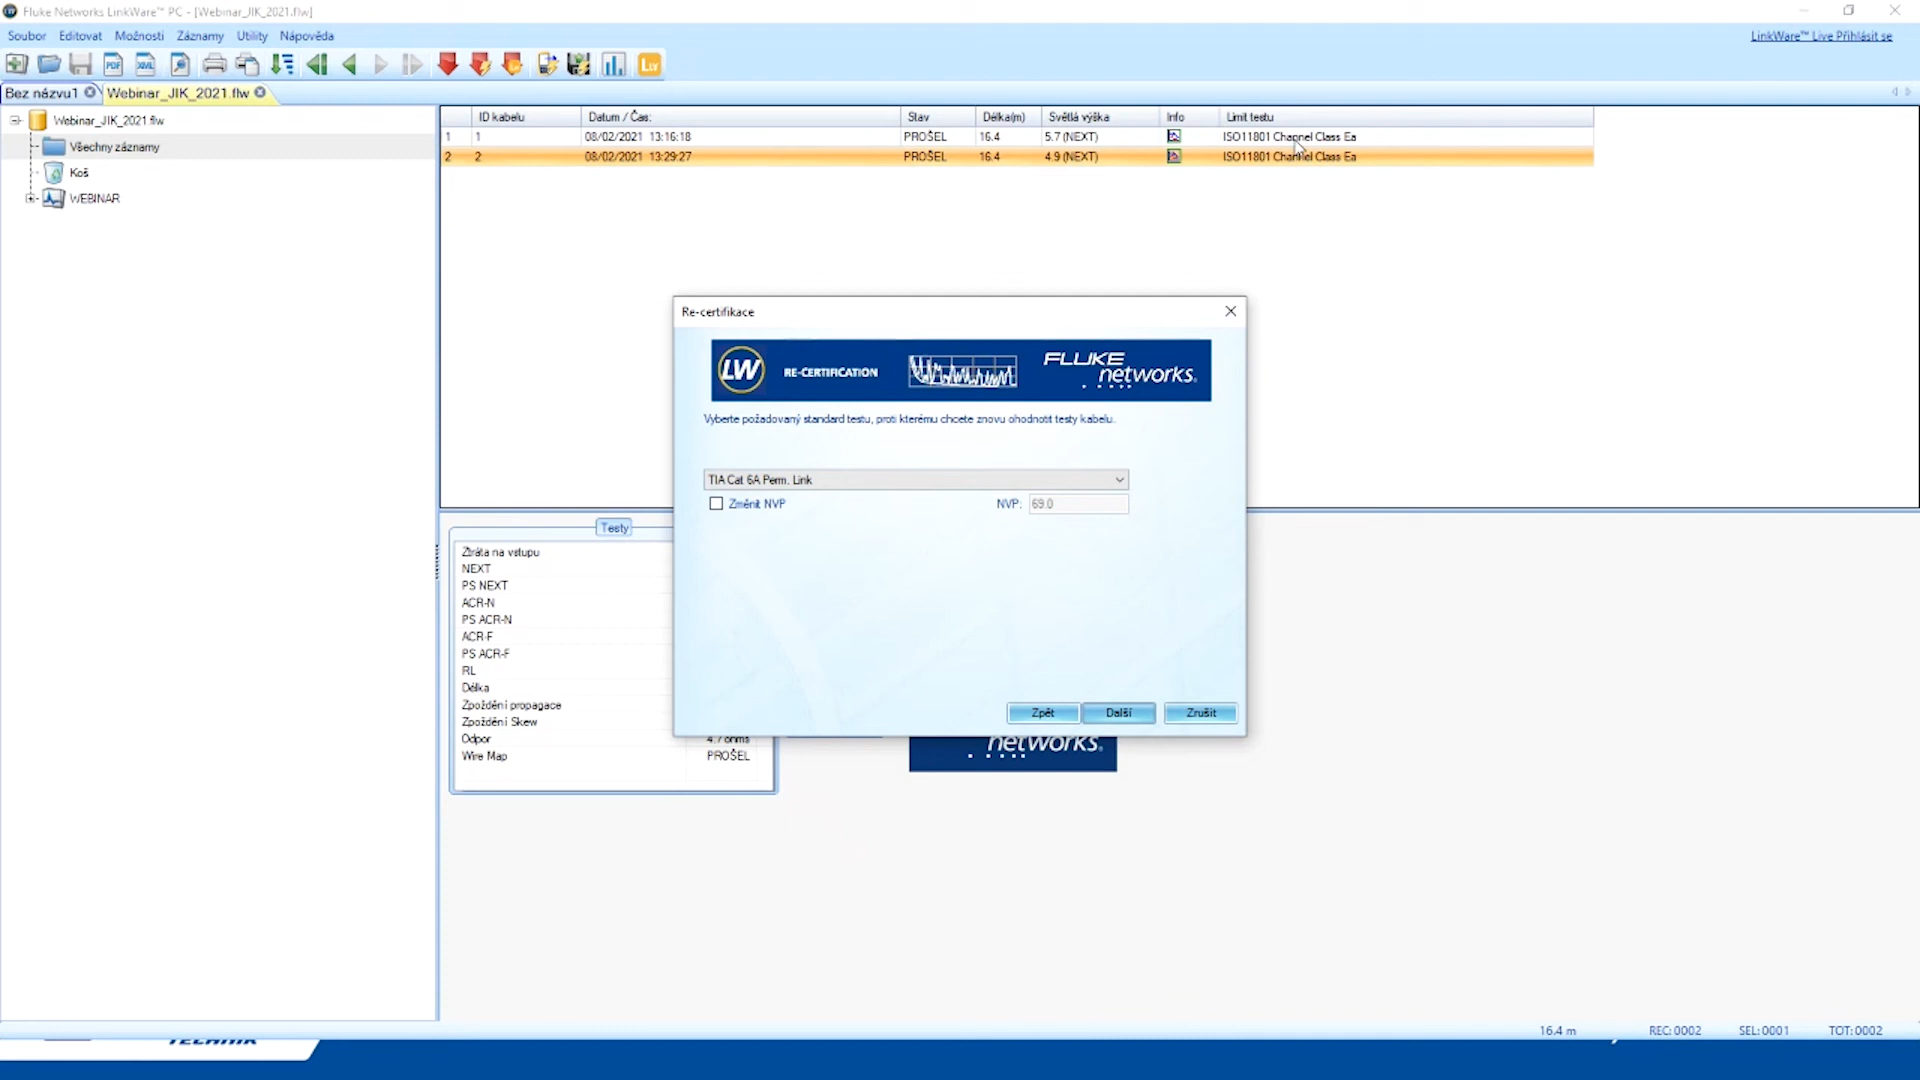 Fluke Networks LinkWare™ PC - [Webinar_JIK_2021.flw]
Soubor Editovat Možnosti Záznamy Utility Nápověda
LinkWare™ Live Přihlásit se
PDF XML LIVE
Bez názvu1 Webinar_JIK_2021.flw
Webinar_JIK_2021.flw
Všechny záznamy
Koš
WEBINAR
ID kabelu Datum / Čas: Stav Délka(m) Světlá výška Info Limit testu
1 1 08/02/2021 13:16:18 PROŠEL 16.4 5.7 (NEXT) ISO11801 Channel Class Ea
2 2 08/02/2021 13:29:27 PROŠEL 16.4 4.9 (NEXT) ISO11801 Channel Class Ea
Re-certifikace
LW RE-CERTIFICATION FLUKE networks.
Vyberte požadovaný standard testu, proti kterému chcete znovu ohodnotit testy kabelu.
TIA Cat 6A Perm. Link
Změnit NVP NVP: 69.0
Zpět Další Zrušit
Testy
Ztráta na vstupu
NEXT
PS NEXT
ACR-N
PS ACR-N
ACR-F
PS ACR-F
RL
Délka
Zpoždění propagace
Zpoždění Skew
Odpor 4.7 ohms
Wire Map PROŠEL
networks.
16.4 m REC: 0002 SEL: 0001 TOT: 0002